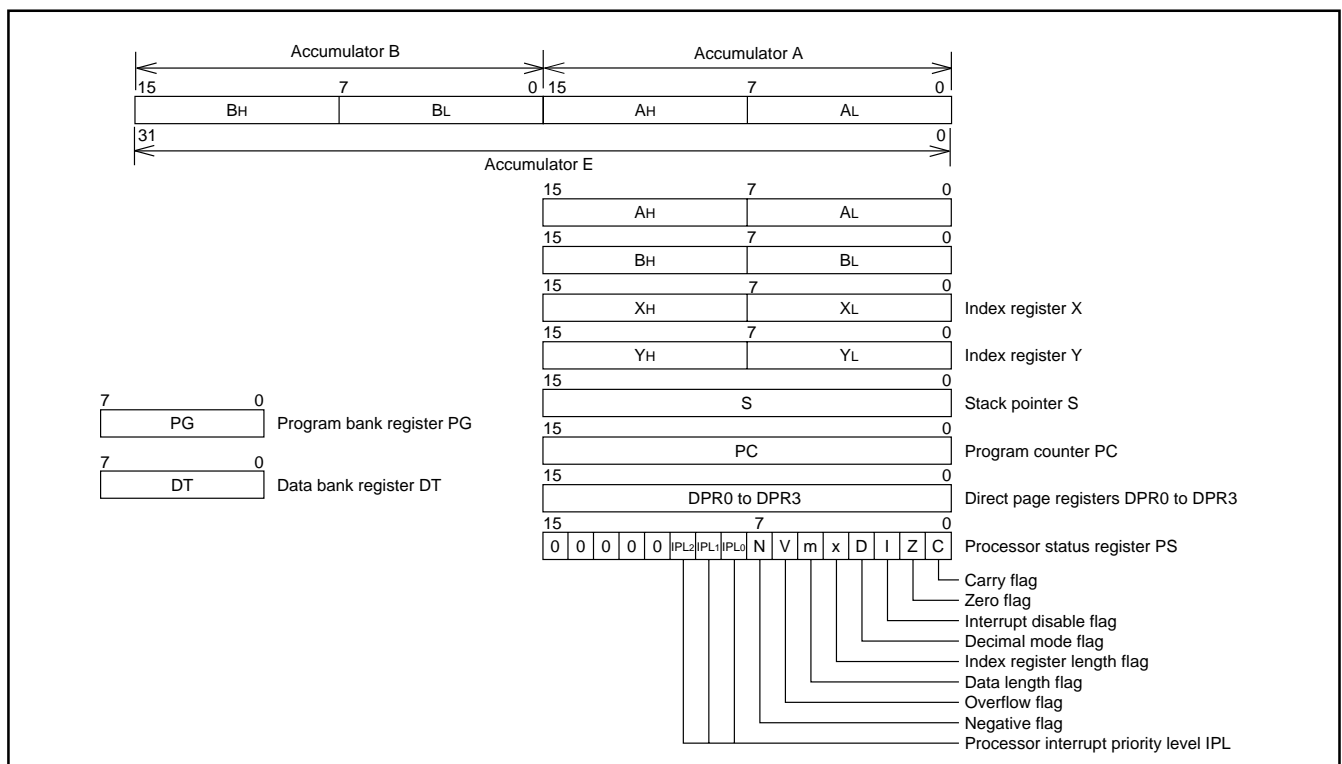 Accumulator B Accumulator A
15 7 0 15 7 0
BH BL AH AL
31 0
Accumulator E
15 7 0
AH AL
15 7 0
BH BL
15 7 0
XH XL Index register X
15 7 0
YH YL Index register Y
15 0
S Stack pointer S
7 0
PG Program bank register PG
15 0
PC Program counter PC
7 0
DT Data bank register DT
15 0
DPR0 to DPR3 Direct page registers DPR0 to DPR3
15 7 0
0 0 0 0 0 IPL2 IPL1 IPL0 N V m x D I Z C Processor status register PS
Carry flag
Zero flag
Interrupt disable flag
Decimal mode flag
Index register length flag
Data length flag
Overflow flag
Negative flag
Processor interrupt priority level IPL